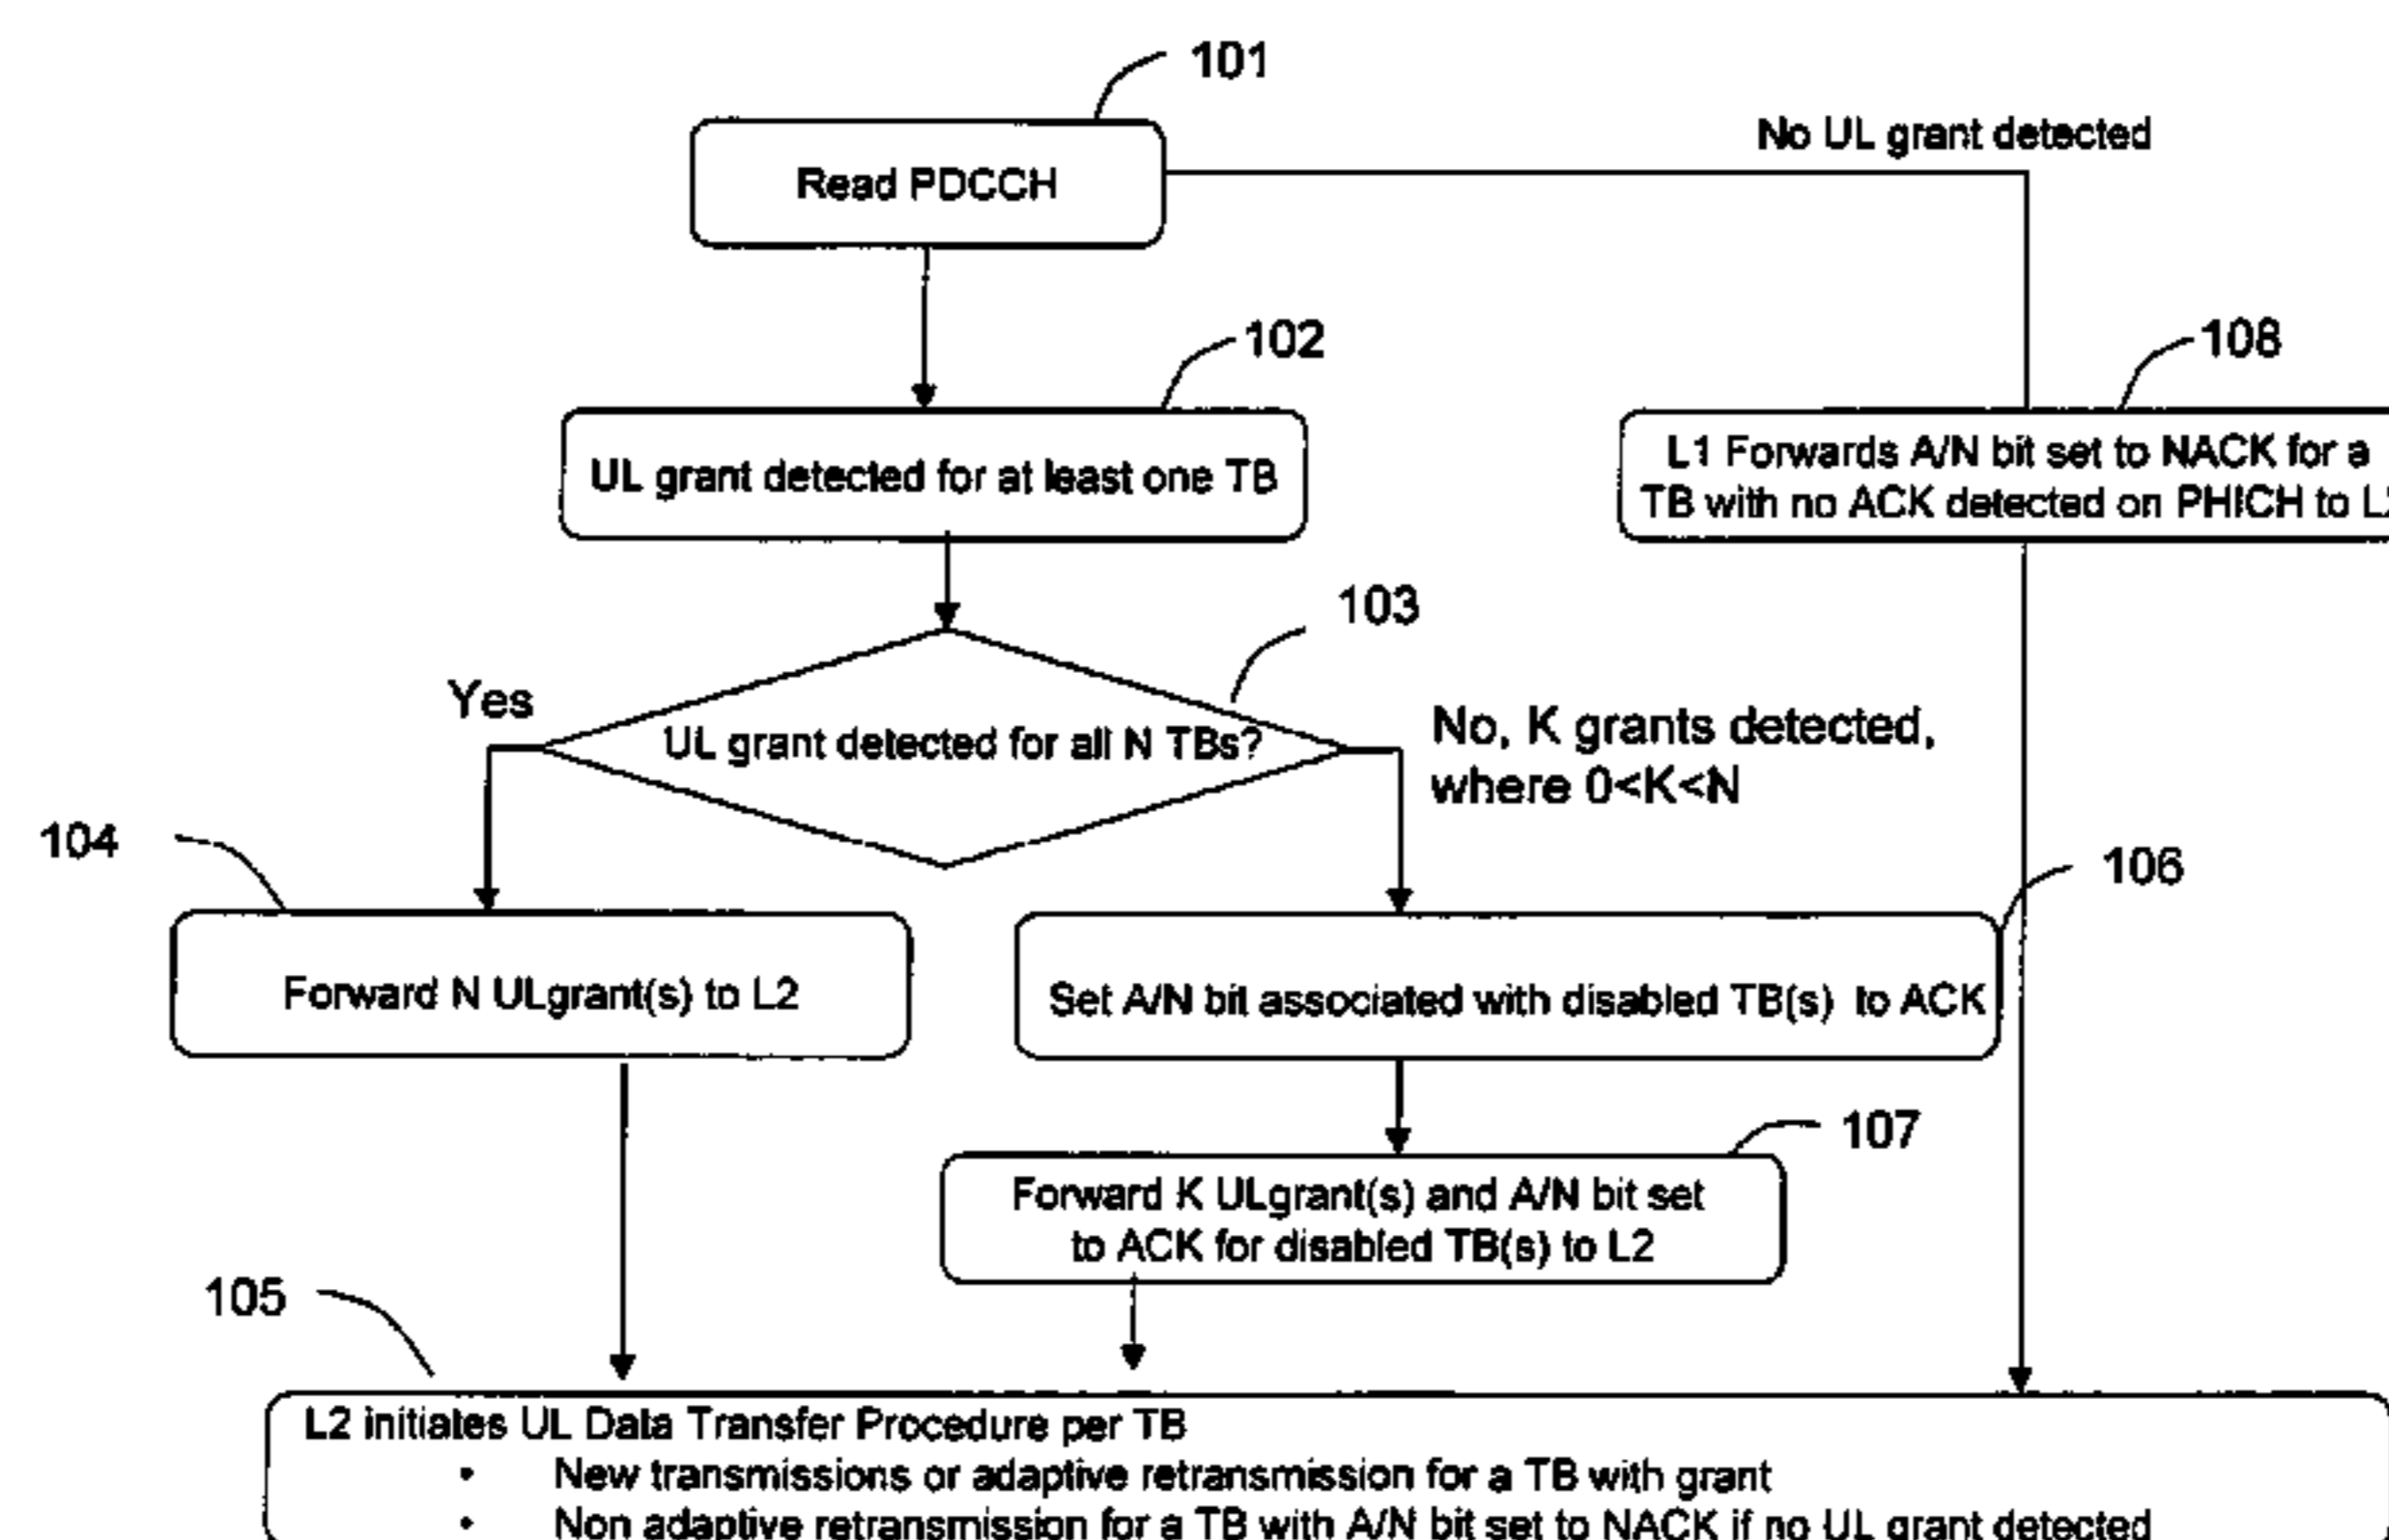 101
No UL grant detected
Read PDCCH
102
108
UL grant detected for at least one TB
L1 Forwards A/N bit set to NACK for a
TB with no ACK detected on PHICH to L2
103
Yes
UL grant detected for all N TBs?
No, K grants detected,
where 0<K<N
104
106
Forward N ULgrant(s) to L2
Set A/N bit associated with disabled TB(s) to ACK
107
Forward K ULgrant(s) and A/N bit set
to ACK for disabled TB(s) to L2
105
L2 initiates UL Data Transfer Procedure per TB
• New transmissions or adaptive retransmission for a TB with grant
• Non adaptive retransmission for a TB with A/N bit set to NACK if no UL grant detected